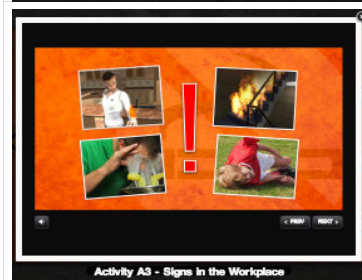 !
‹ PREV NEXT ›
Activity A3 - Signs in the Workplace